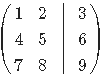 ( 1 2 | 3 )
( 4 5 | 6 )
( 7 8 | 9 )